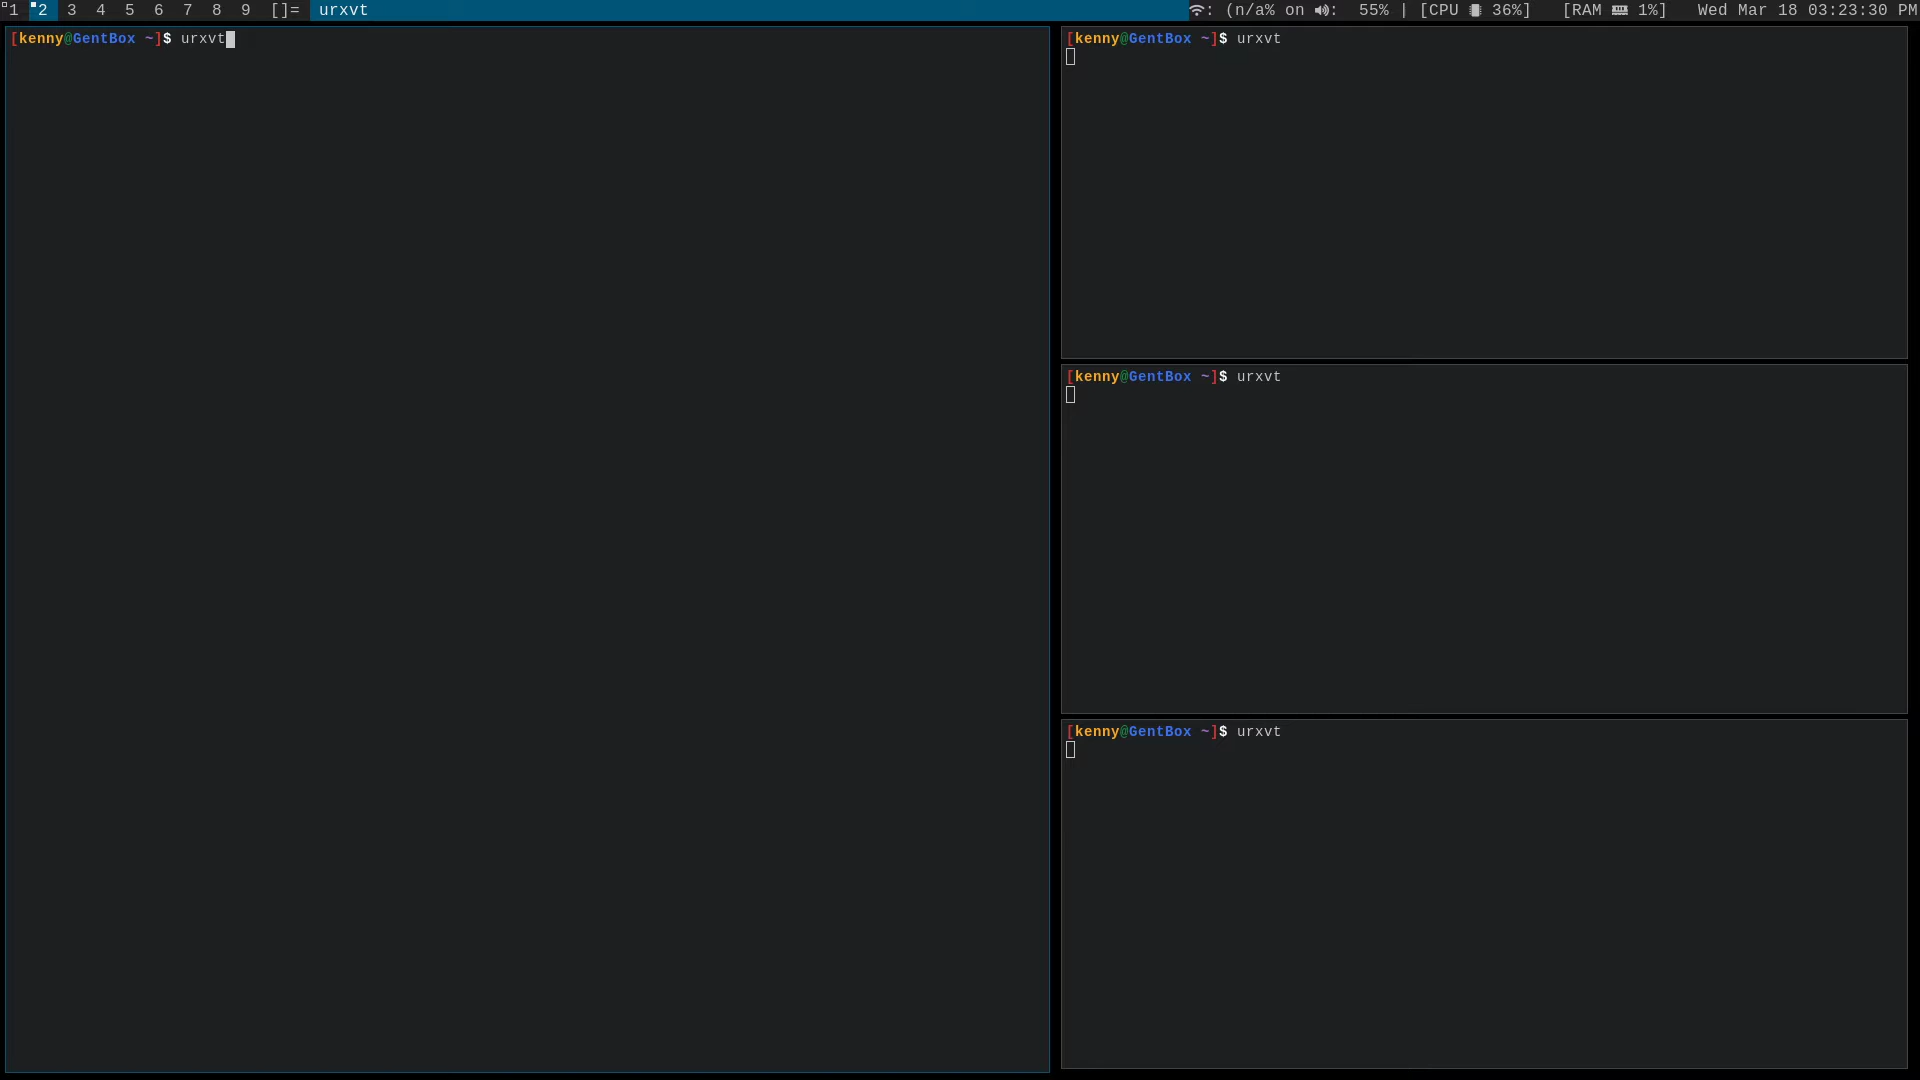 1 2 3 4 5 6 7 8 9 []= urxvt : (n/a% on : 55% | [CPU 36%] [RAM 1%] Wed Mar 18 03:23:30 PM
[kenny@GentBox ~]$ urxvt
[kenny@GentBox ~]$ urxvt
[kenny@GentBox ~]$ urxvt
[kenny@GentBox ~]$ urxvt